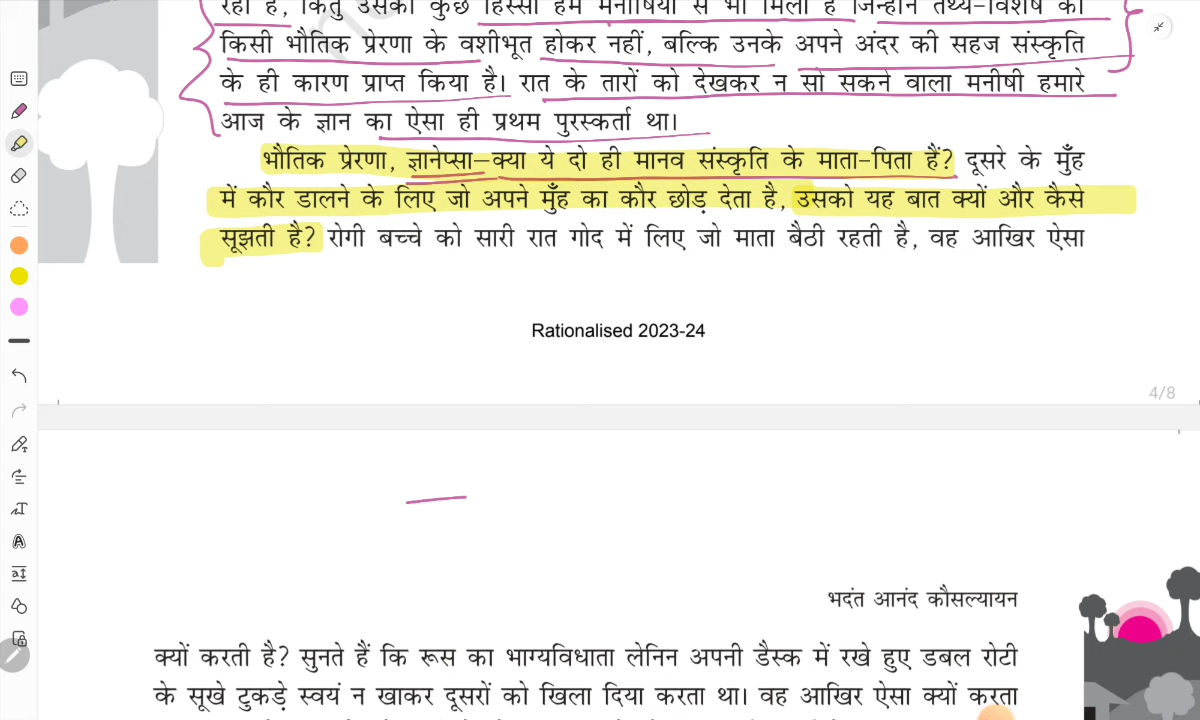 रही है, किंतु उसका कुछ हिस्सा हमें मनीषियों से भी मिला है जिन्होंने तथ्य-विशेष को
किसी भौतिक प्रेरणा के वशीभूत होकर नहीं, बल्कि उनके अपने अंदर की सहज संस्कृति
के ही कारण प्राप्त किया है। रात के तारों को देखकर न सो सकने वाला मनीषी हमारे
आज के ज्ञान का ऐसा ही प्रथम पुरस्कर्ता था।
भौतिक प्रेरणा, ज्ञानेप्सा–क्या ये दो ही मानव संस्कृति के माता-पिता हैं? दूसरे के मुँह
में कौर डालने के लिए जो अपने मुँह का कौर छोड़ देता है, उसको यह बात क्यों और कैसे
सूझती है? रोगी बच्चे को सारी रात गोद में लिए जो माता बैठी रहती है, वह आखिर ऐसा
Rationalised 2023-24
4/8
भदंत आनंद कौसल्यायन
क्यों करती है? सुनते हैं कि रूस का भाग्यविधाता लेनिन अपनी डैस्क में रखे हुए डबल रोटी
के सूखे टुकड़े स्वयं न खाकर दूसरों को खिला दिया करता था। वह आखिर ऐसा क्यों करता